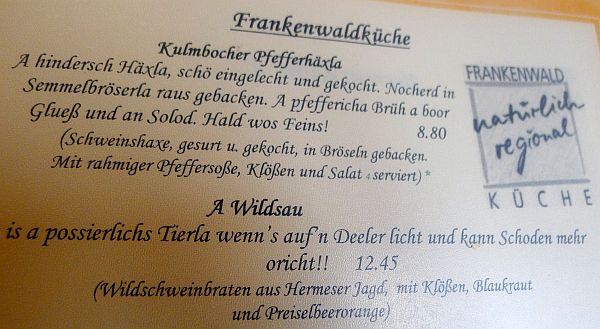 Frankenwaldküche
Kulmbocher Pfefferhäxla
A hindersch Häxla, schö eingelecht und gekocht. Nocherd in
Semmelbröserla raus gebacken. A pfeffericha Brüh a boor
Glueß und an Solod. Hald wos Feins! 8.80
(Schweinshaxe, gesurt u. gekocht, in Bröseln gebacken.
Mit rahmiger Pfeffersoße, Klößen und Salat 4 serviert) *
FRANKENWALD
natürlich
regional
KÜCHE
A Wildsau
is a possierlichs Tierla wenn's auf'n Deeler licht und kann Schoden mehr
oricht!! 12.45
(Wildschweinbraten aus Hermeser Jagd, mit Klößen, Blaukraut
und Preiselbeerorange)